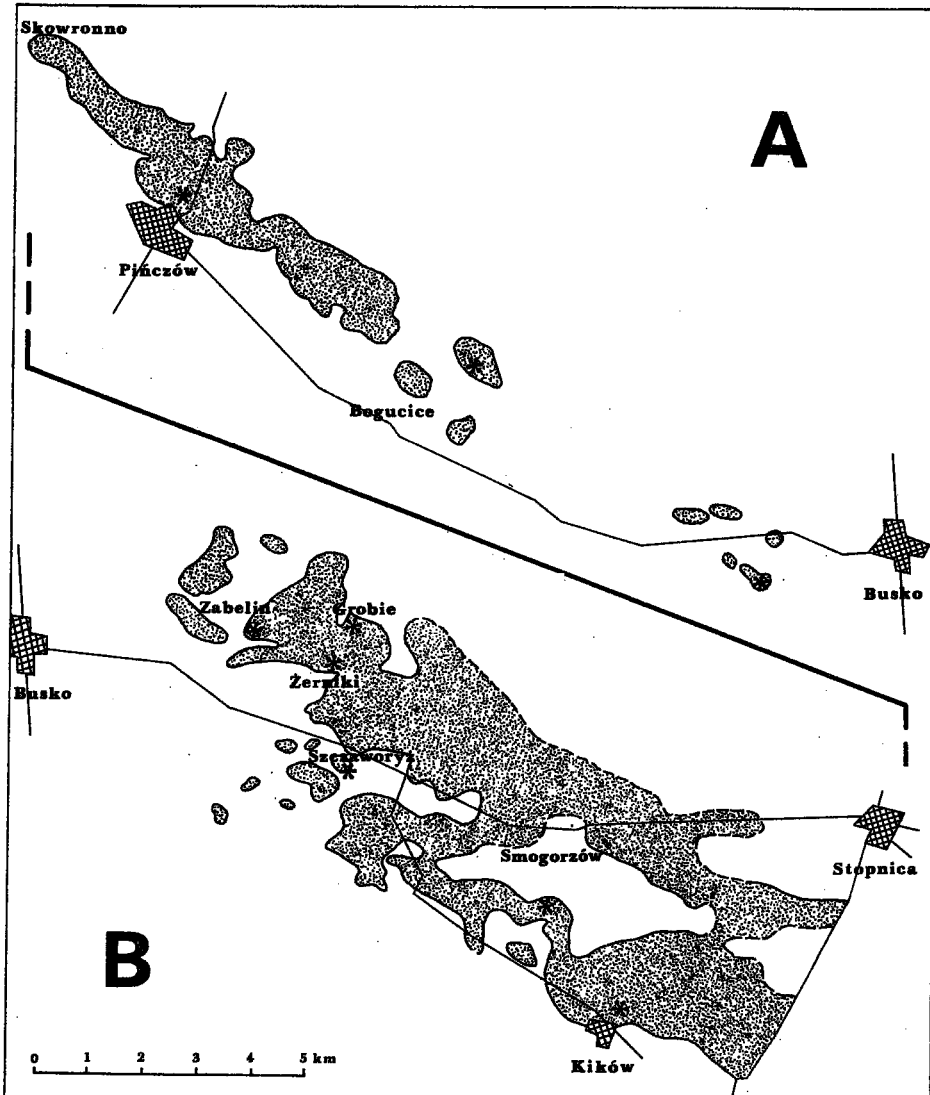 Skowronno
A
Pińczów
Bogucice
Busko
Zabelin
Grobie
Żerniki
Busko
Szczaworyż
Smogorzów
Stopnica
B
Kików
0 1 2 3 4 5 km